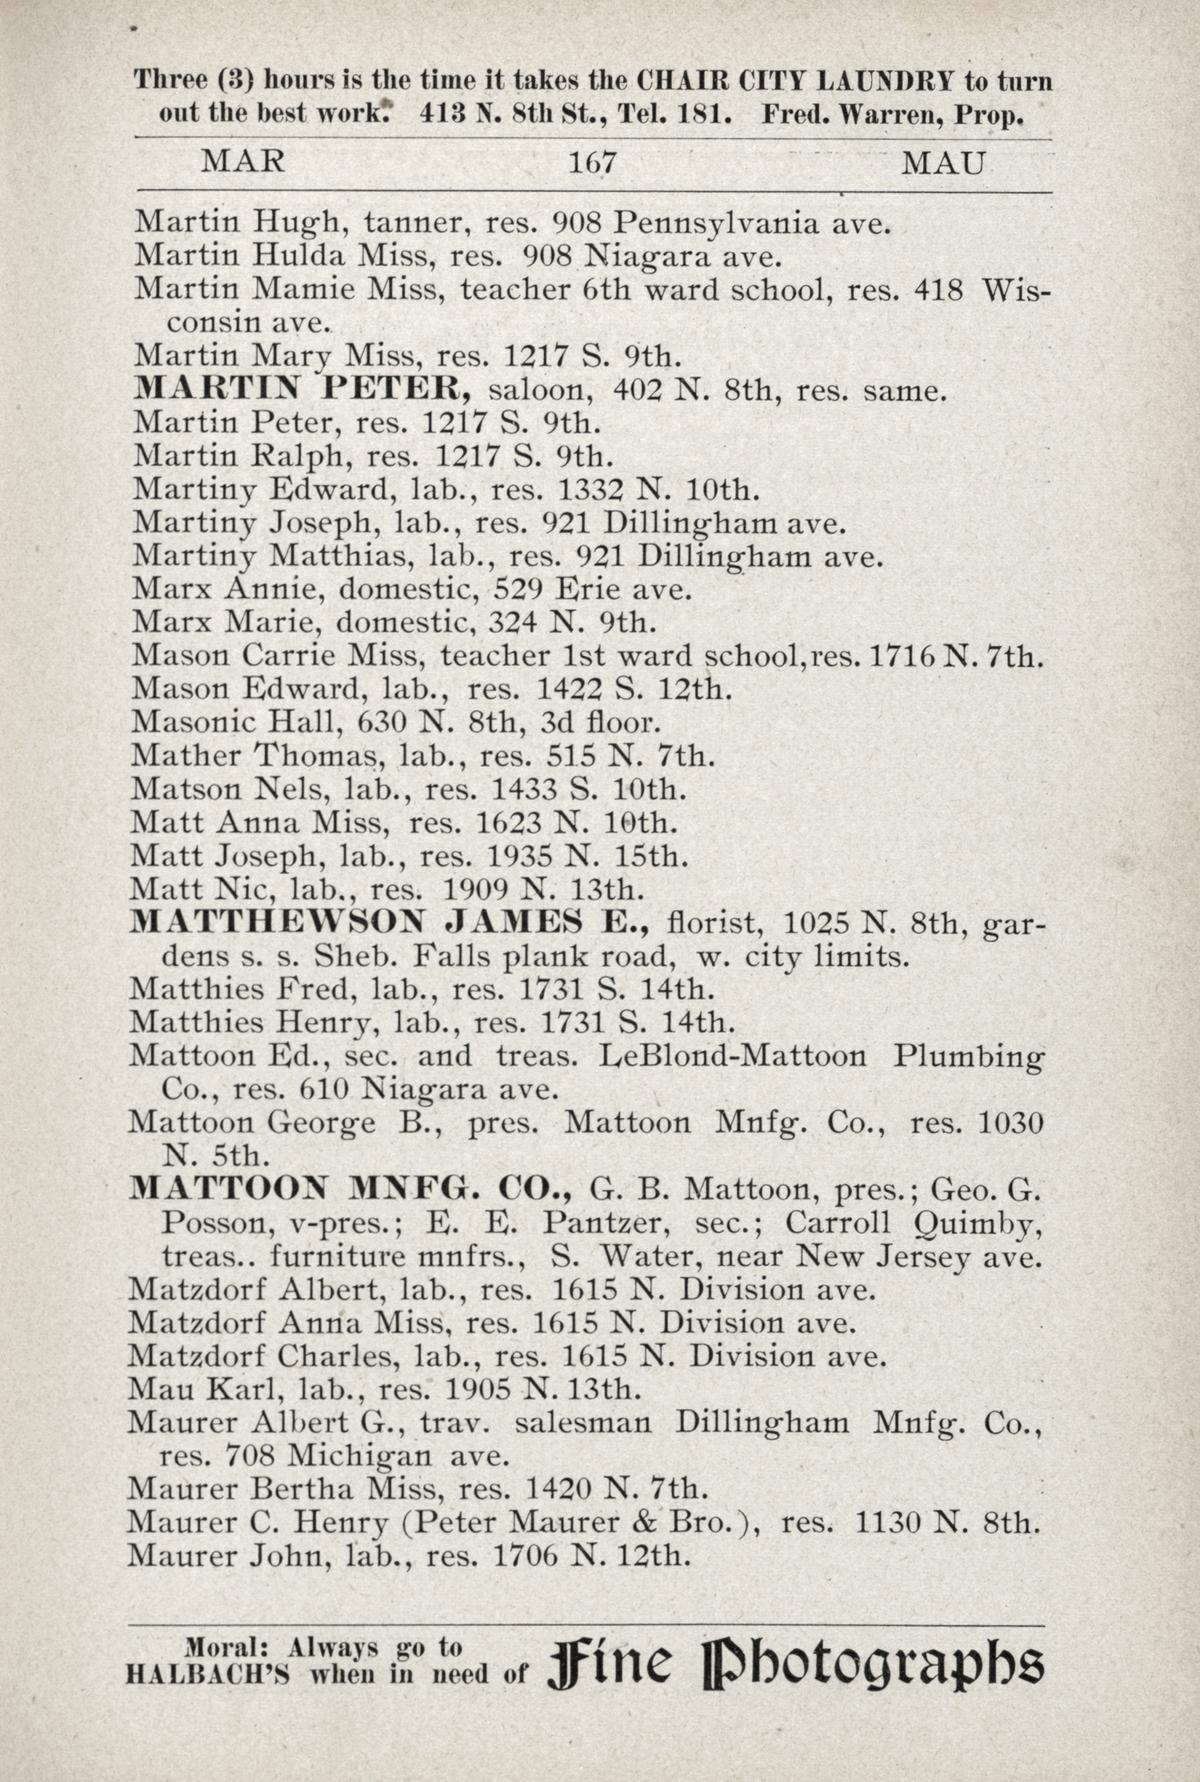 Three (3) hours is the time it takes the CHAIR CITY LAUNDRY to turn
out the best work. 413 N. 8th St., Tel. 181. Fred. Warren, Prop.
MAR 167 MAU
Martin Hugh, tanner, res. 908 Pennsylvania ave.
Martin Hulda Miss, res. 908 Niagara ave.
Martin Mamie Miss, teacher 6th ward school, res. 418 Wis-
consin ave.
Martin Mary Miss, res. 1217 S. 9th.
MARTIN PETER, saloon, 402 N. 8th, res. same.
Martin Peter, res. 1217 S. 9th.
Martin Ralph, res. 1217 S. 9th.
Martiny Edward, lab., res. 1332 N. 10th.
Martiny Joseph, lab., res. 921 Dillingham ave.
Martiny Matthias, lab., res. 921 Dillingham ave.
Marx Annie, domestic, 529 Erie ave.
Marx Marie, domestic, 324 N. 9th.
Mason Carrie Miss, teacher 1st ward school, res. 1716 N. 7th.
Mason Edward, lab., res. 1422 S. 12th.
Masonic Hall, 630 N. 8th, 3d floor.
Mather Thomas, lab., res. 515 N. 7th.
Matson Nels, lab., res. 1433 S. 10th.
Matt Anna Miss, res. 1623 N. 10th.
Matt Joseph, lab., res. 1935 N. 15th.
Matt Nic, lab., res. 1909 N. 13th.
MATTHEWSON JAMES E., florist, 1025 N. 8th, gar-
dens s. s. Sheb. Falls plank road, w. city limits.
Matthies Fred, lab., res. 1731 S. 14th.
Matthies Henry, lab., res. 1731 S. 14th.
Mattoon Ed., sec. and treas. LeBlond-Mattoon Plumbing
Co., res. 610 Niagara ave.
Mattoon George B., pres. Mattoon Mnfg. Co., res. 1030
N. 5th.
MATTOON MNFG. CO., G. B. Mattoon, pres.; Geo. G.
Posson, v-pres.; E. E. Pantzer, sec.; Carroll Quimby,
treas.. furniture mnfrs., S. Water, near New Jersey ave.
Matzdorf Albert, lab., res. 1615 N. Division ave.
Matzdorf Anna Miss, res. 1615 N. Division ave.
Matzdorf Charles, lab., res. 1615 N. Division ave.
Mau Karl, lab., res. 1905 N. 13th.
Maurer Albert G., trav. salesman Dillingham Mnfg. Co.,
res. 708 Michigan ave.
Maurer Bertha Miss, res. 1420 N. 7th.
Maurer C. Henry (Peter Maurer & Bro.), res. 1130 N. 8th.
Maurer John, lab., res. 1706 N. 12th.
Moral: Always go to
HALBACH'S when in need of Fine Photographs